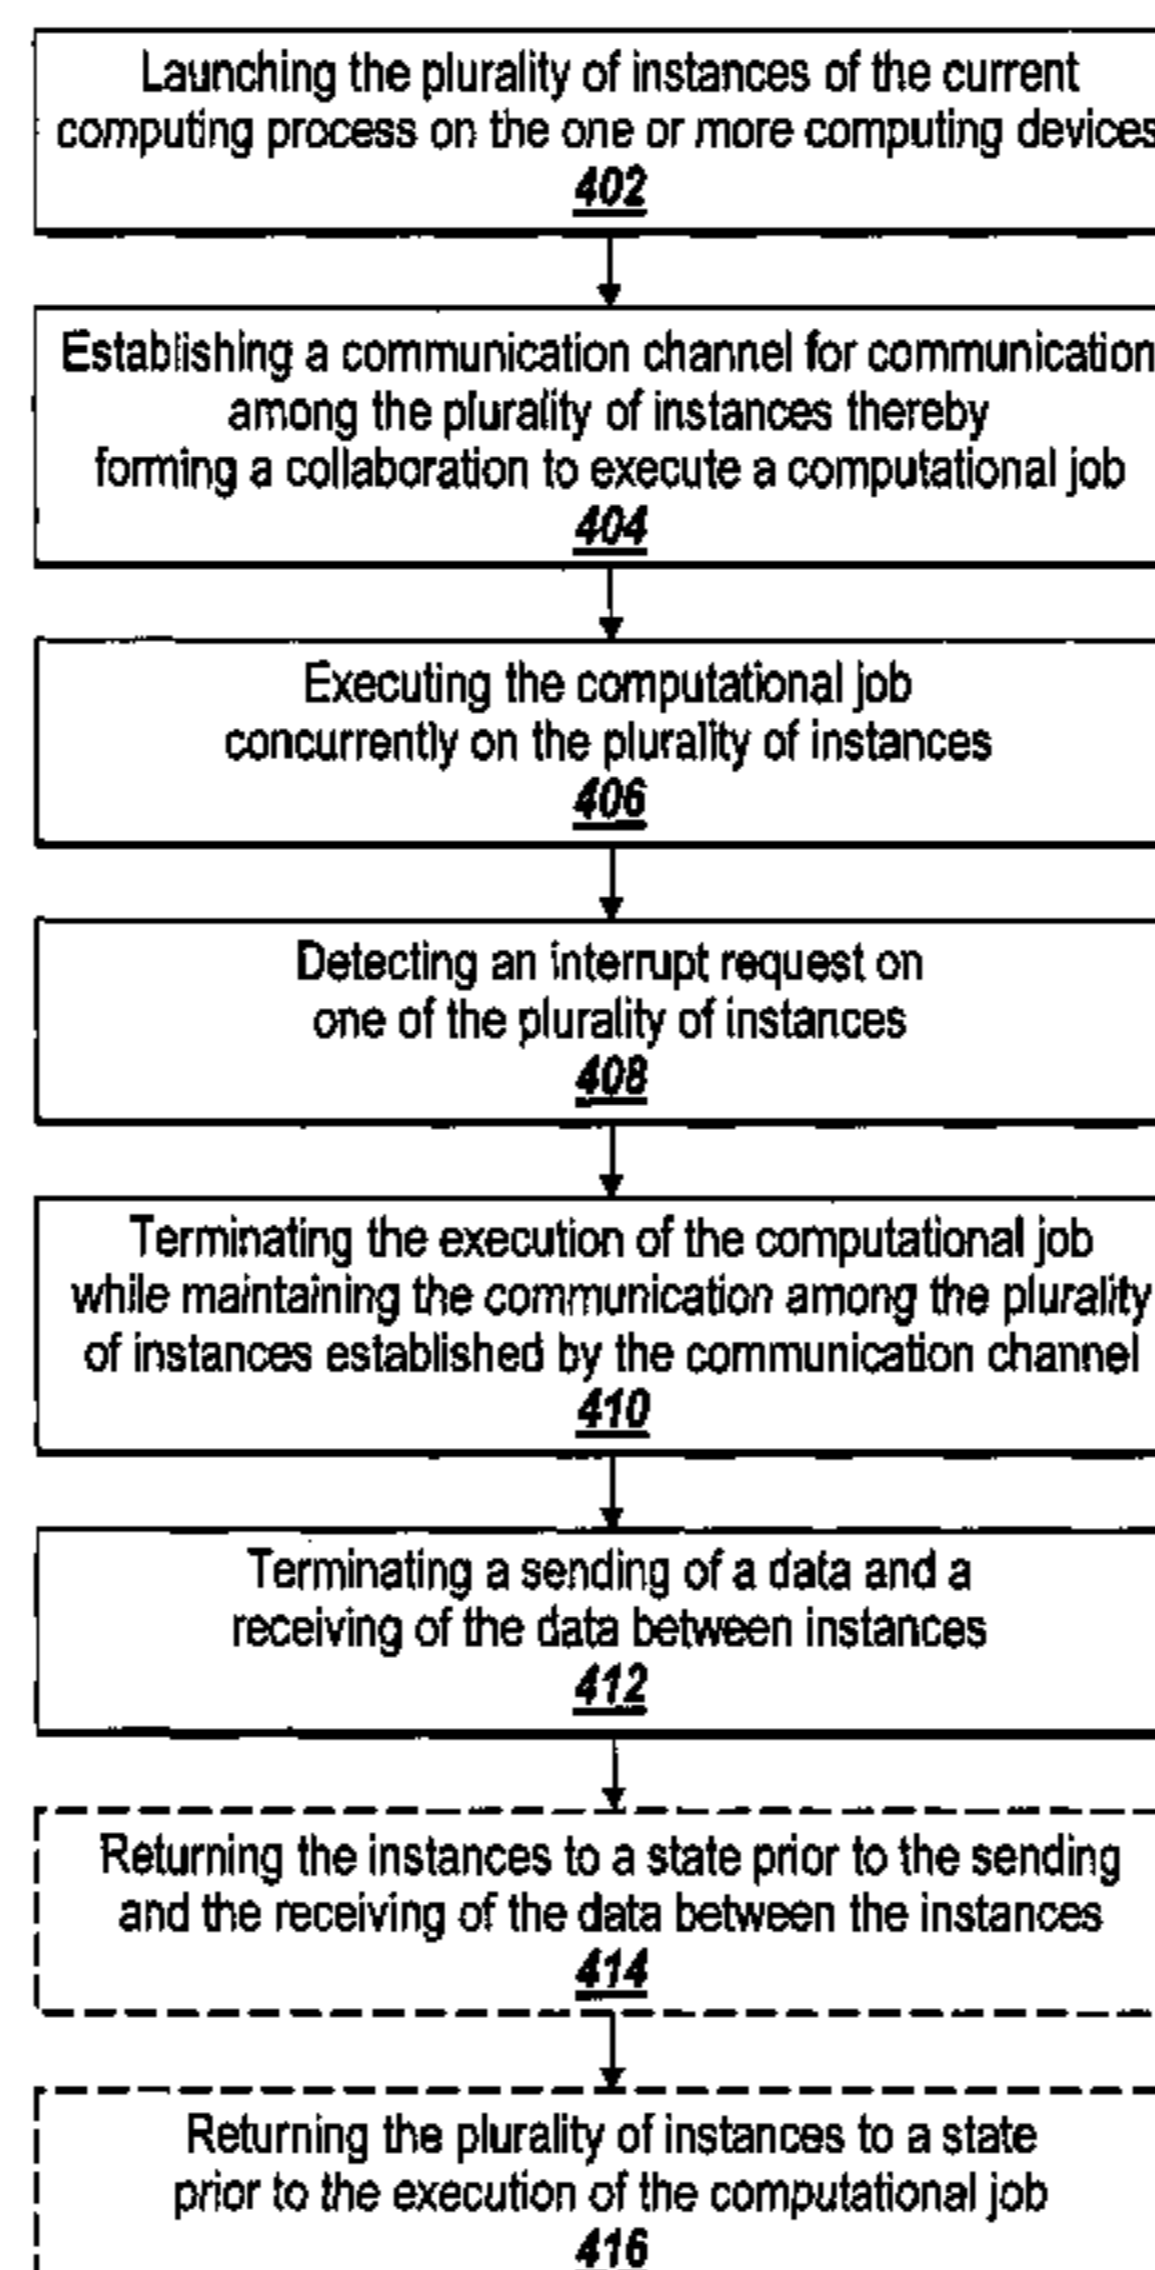 Launching the plurality of instances of the current
computing process on the one or more computing devices
402
Establishing a communication channel for communication
among the plurality of instances thereby
forming a collaboration to execute a computational job
404
Executing the computational job
concurrently on the plurality of instances
406
Detecting an interrupt request on
one of the plurality of instances
408
Terminating the execution of the computational job
while maintaining the communication among the plurality
of instances established by the communication channel
410
Terminating a sending of a data and a
receiving of the data between instances
412
Returning the instances to a state prior to the sending
and the receiving of the data between the instances
414
Returning the plurality of instances to a state
prior to the execution of the computational job
416